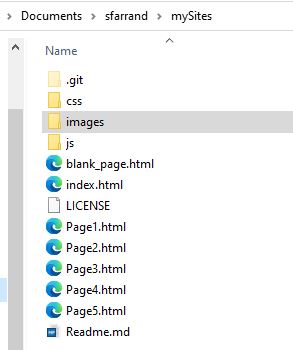 Documents > sfarrand > mySites
Name
.git
css
images
js
blank_page.html
index.html
LICENSE
Page1.html
Page2.html
Page3.html
Page4.html
Page5.html
Readme.md